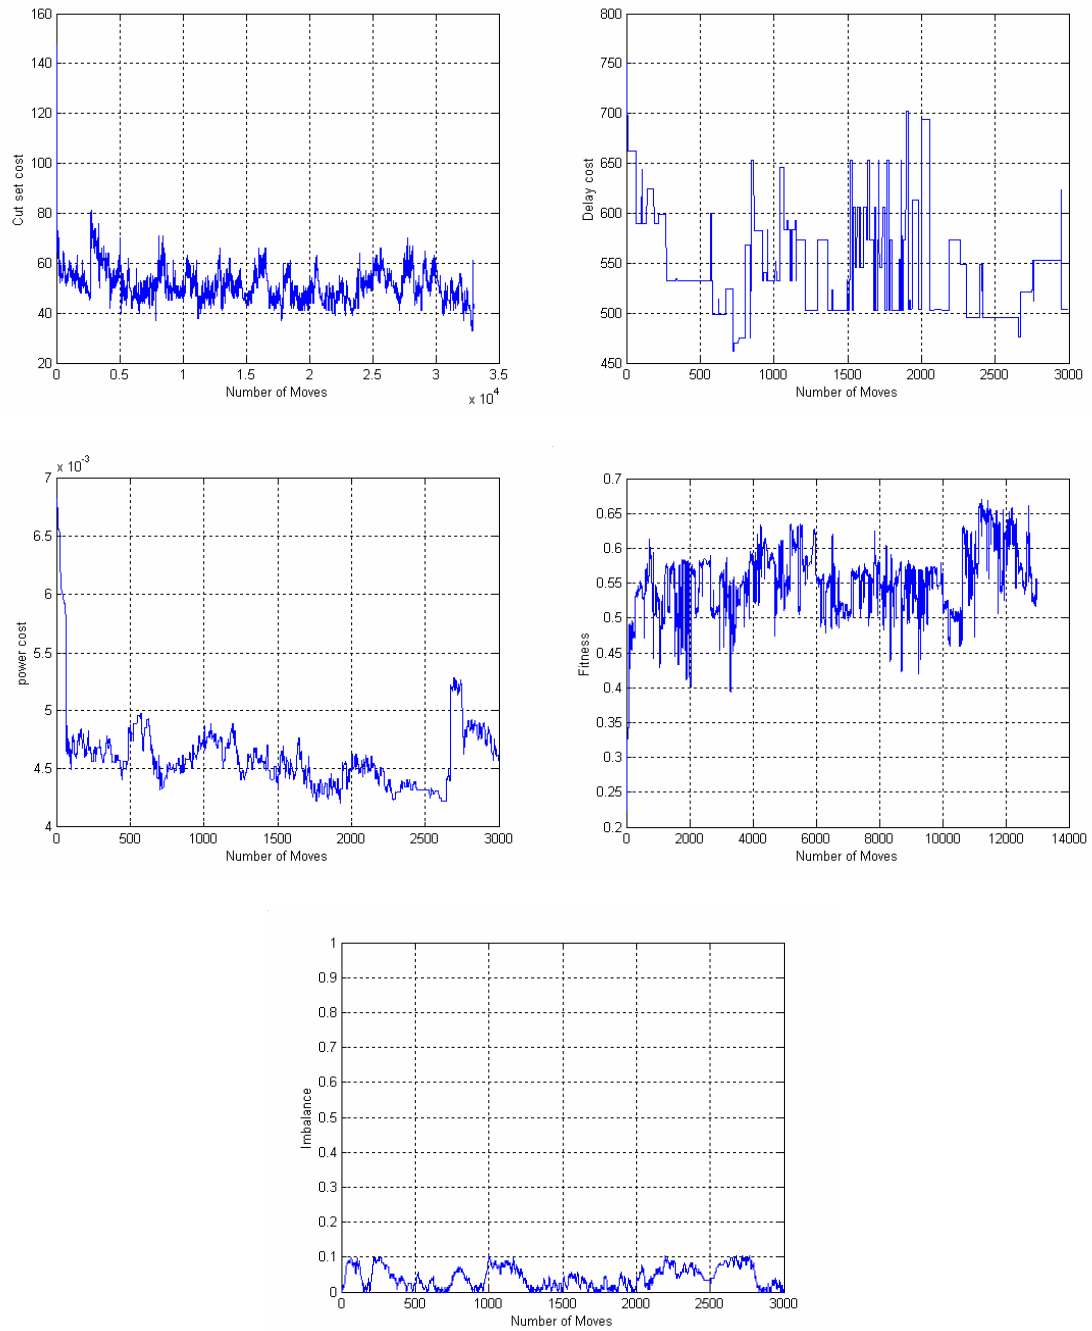 160
140
120
100
80
60
40
20
Cut set cost
0 0.5 1 1.5 2 2.5 3 3.5
Number of Moves
x 10^4
800
750
700
650
600
550
500
450
Delay cost
0 500 1000 1500 2000 2500 3000
Number of Moves
x 10^-3
7
6.5
6
5.5
5
4.5
4
power cost
0 500 1000 1500 2000 2500 3000
Number of Moves
0.7
0.65
0.6
0.55
0.5
0.45
0.4
0.35
0.3
0.25
0.2
Fitness
0 2000 4000 6000 8000 10000 12000 14000
Number of Moves
1
0.9
0.8
0.7
0.6
0.5
0.4
0.3
0.2
0.1
0
Imbalance
0 500 1000 1500 2000 2500 3000
Number of Moves